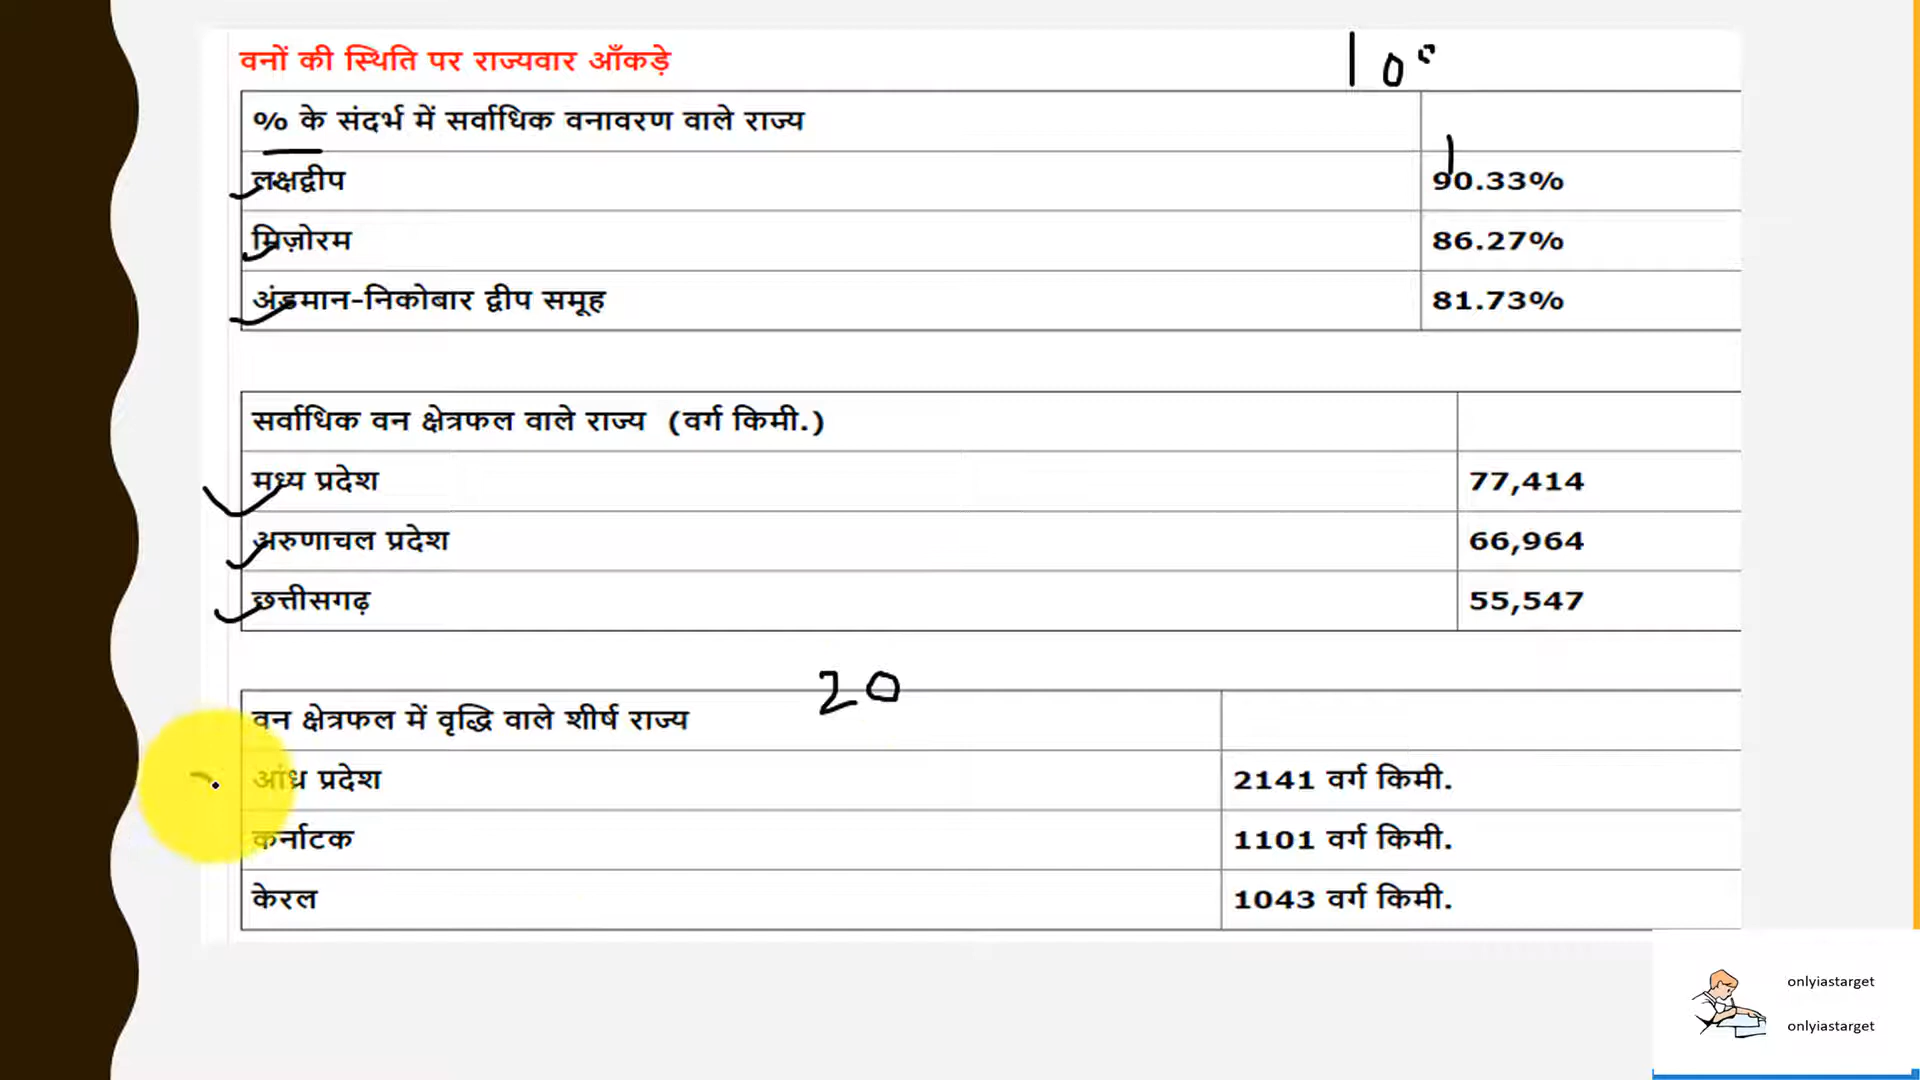 वनों की स्थिति पर राज्यवार आँकड़े
10
% के संदर्भ में सर्वाधिक वनावरण वाले राज्य
लक्षद्वीप 90.33%
मिज़ोरम 86.27%
अंडमान-निकोबार द्वीप समूह 81.73%
सर्वाधिक वन क्षेत्रफल वाले राज्य (वर्ग किमी.)
मध्य प्रदेश 77,414
अरुणाचल प्रदेश 66,964
छत्तीसगढ़ 55,547
20
वन क्षेत्रफल में वृद्धि वाले शीर्ष राज्य
आंध्र प्रदेश 2141 वर्ग किमी.
कर्नाटक 1101 वर्ग किमी.
केरल 1043 वर्ग किमी.
onlyiastarget
onlyiastarget